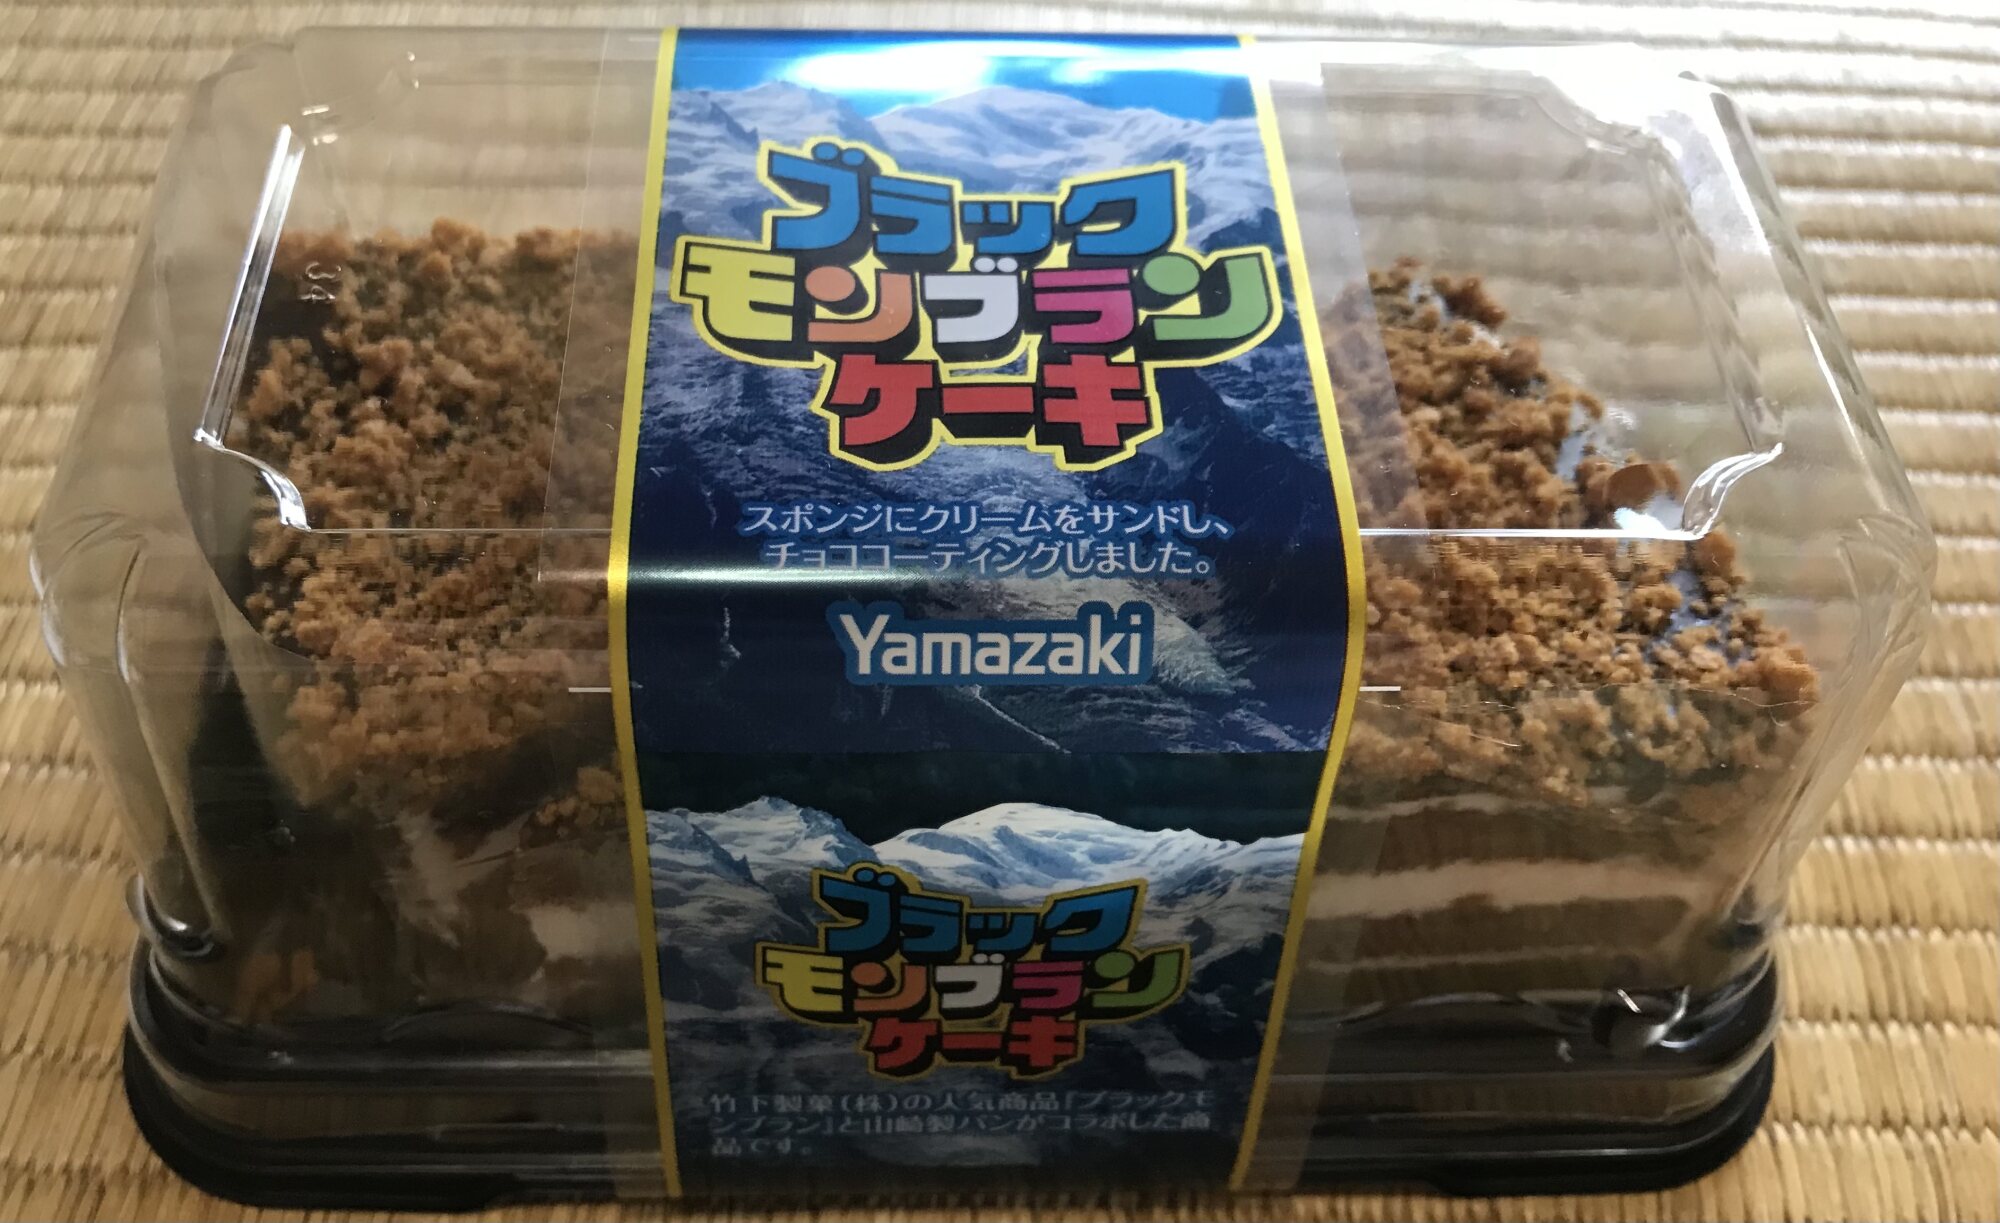 ブラック
モンブラン
ケーキ
スポンジにクリームをサンドし、
チョココーティングしました。
Yamazaki
ブラック
モンブラン
ケーキ
竹下製菓(株)の人気商品「ブラックモ
ンブラン」と山崎製パンがコラボした商
品です。
34